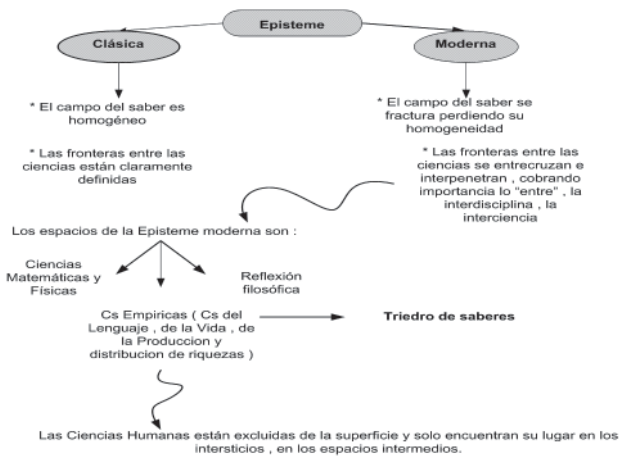 Episteme
Clásica
Moderna
* El campo del saber es
homogéneo
* Las fronteras entre las
ciencias están claramente
definidas
* El campo del saber se
fractura perdiendo su
homogeneidad
* Las fronteras entre las
ciencias se entrecruzan e
interpenetran , cobrando
importancia lo "entre" , la
interdisciplina , la
interciencia
Los espacios de la Episteme moderna son :
Ciencias
Matemáticas y
Físicas
Reflexión
filosófica
Cs Empiricas ( Cs del
Lenguaje , de la Vida , de
la Produccion y
distribucion de riquezas )
Triedro de saberes
Las Ciencias Humanas están excluidas de la superficie y solo encuentran su lugar en los
intersticios , en los espacios intermedios.